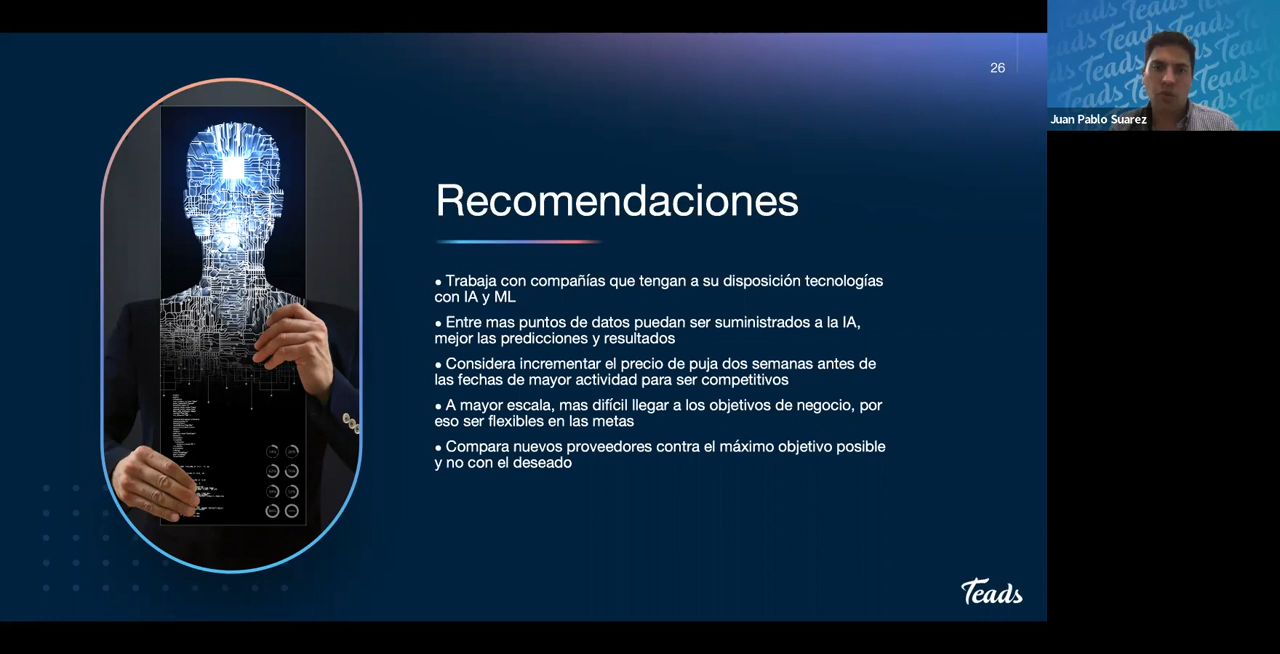 26
Juan Pablo Suarez
Recomendaciones
• Trabaja con compañías que tengan a su disposición tecnologías
con IA y ML
• Entre mas puntos de datos puedan ser suministrados a la IA,
mejor las predicciones y resultados
• Considera incrementar el precio de puja dos semanas antes de
las fechas de mayor actividad para ser competitivos
• A mayor escala, mas difícil llegar a los objetivos de negocio, por
eso ser flexibles en las metas
• Compara nuevos proveedores contra el máximo objetivo posible
y no con el deseado
Teads